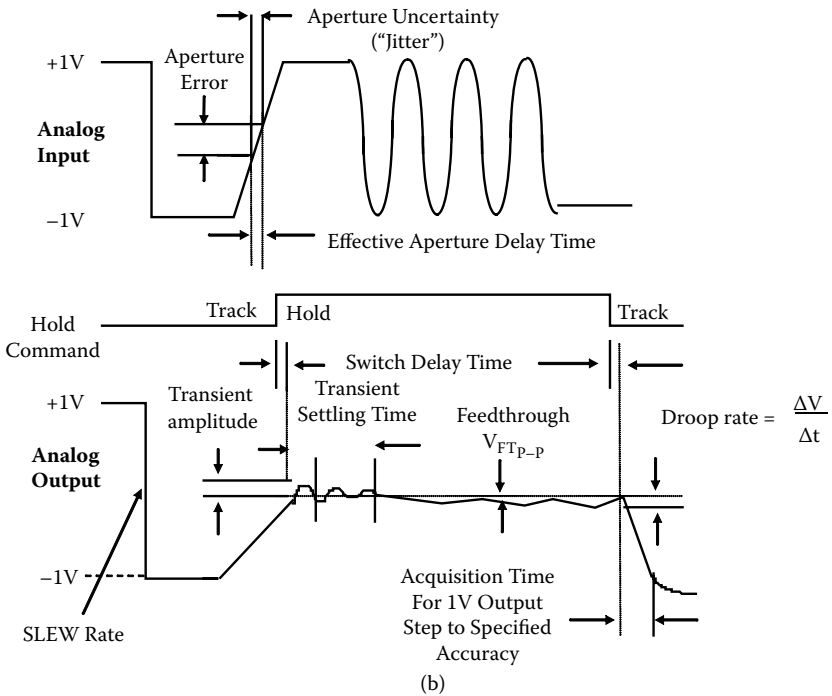 Aperture Uncertainty
(“Jitter”)
Aperture
Error
+1V
Analog
Input
−1V
Effective Aperture Delay Time
Track
Hold
Track
Hold
Command
Switch Delay Time
+1V
Transient
amplitude
Transient
Settling Time
Feedthrough
V_FT_P–P
Droop rate = ΔV
Δt
Analog
Output
−1V
Acquisition Time
For 1V Output
Step to Specified
Accuracy
SLEW Rate
(b)